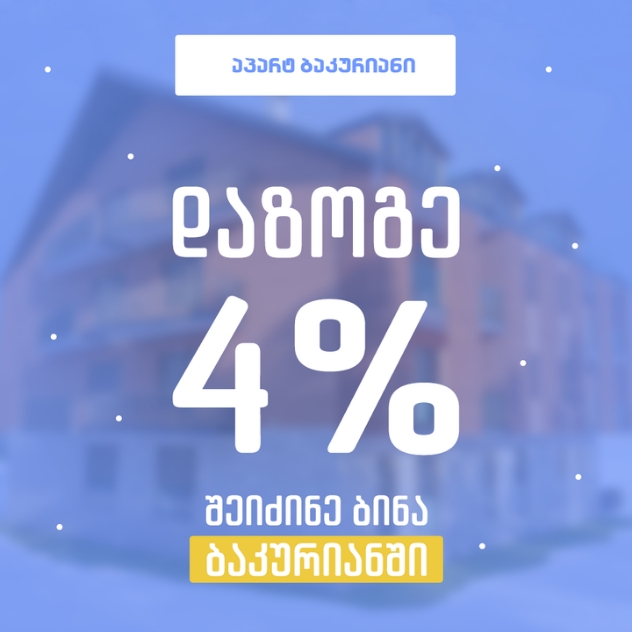 აპარტ ბაკურიანი
დაზოგე
4%
შეიძინე ბინა
ბაკურიანში